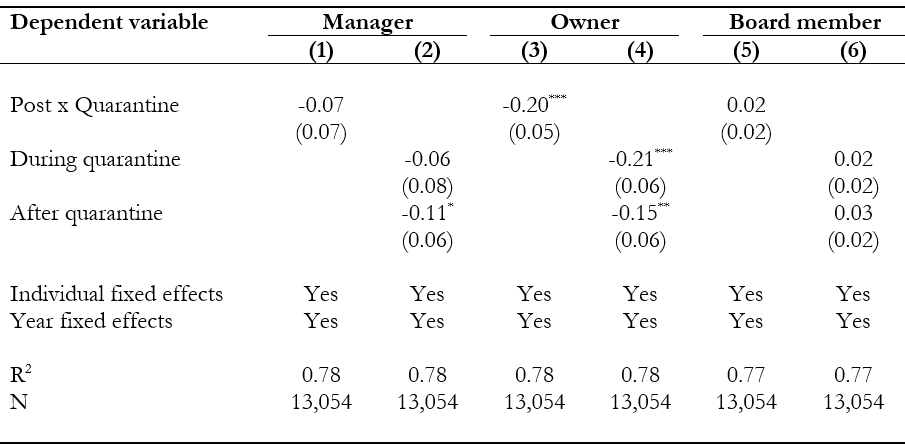 Dependent variable Manager Owner Board member
(1) (2) (3) (4) (5) (6)
Post x Quarantine -0.07 -0.20*** 0.02
(0.07) (0.05) (0.02)
During quarantine -0.06 -0.21*** 0.02
(0.08) (0.06) (0.02)
After quarantine -0.11* -0.15** 0.03
(0.06) (0.06) (0.02)
Individual fixed effects Yes Yes Yes Yes Yes Yes
Year fixed effects Yes Yes Yes Yes Yes Yes
R² 0.78 0.78 0.78 0.78 0.77 0.77
N 13,054 13,054 13,054 13,054 13,054 13,054